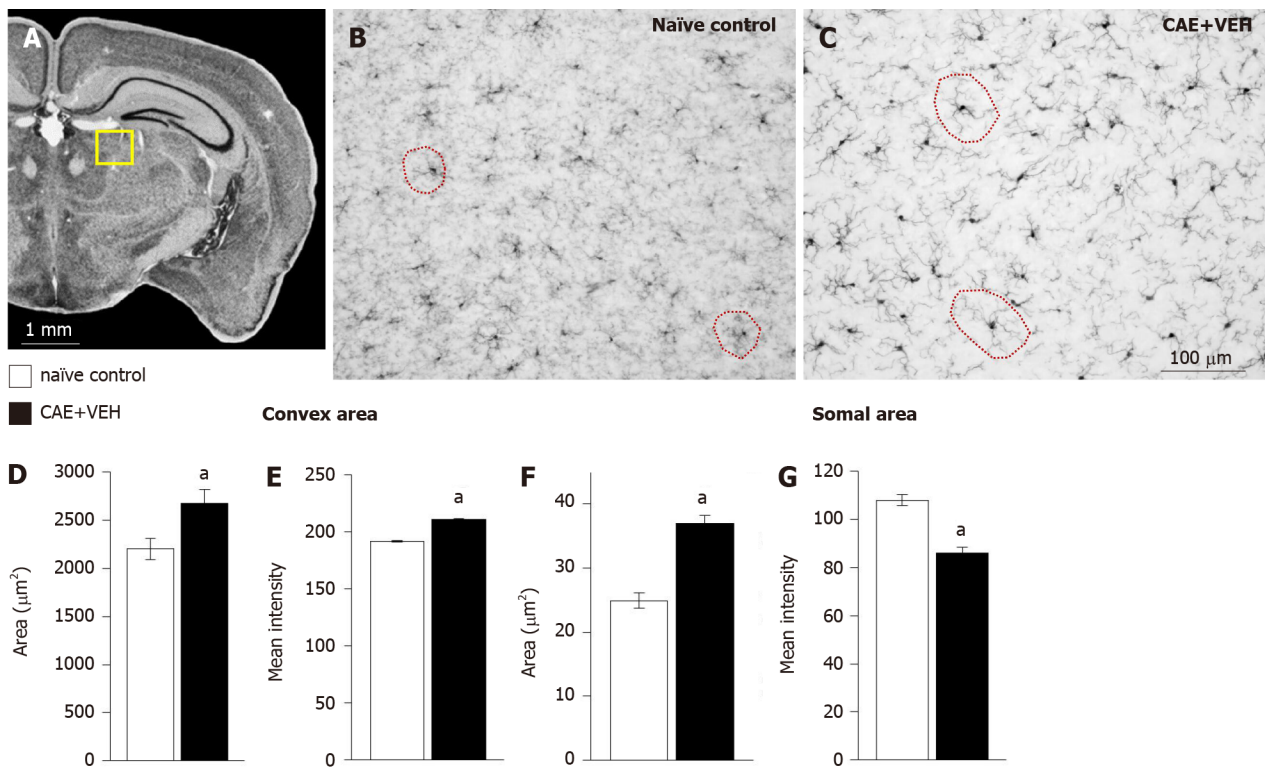 A
B
Naïve control
C
CAE+VEH
1 mm
100 μm
naïve control
CAE+VEH
Convex area
Somal area
D
Area (μm²)
3000
2500
2000
1500
1000
500
0
a
E
Mean intensity
250
200
150
100
50
0
a
F
Area (μm²)
40
30
20
10
0
a
G
Mean intensity
120
100
80
60
40
20
0
a